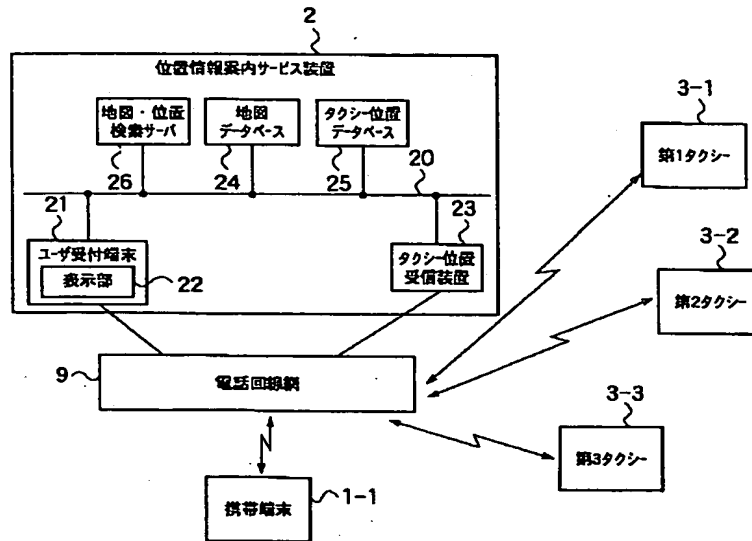 2
位置情報案内サービス装置
地図・位置
検索サーバ
地図
データベース
タクシー位置
データベース
26
24
25
20
21
23
ユーザ受付端末
表示部
22
タクシー位置
受信装置
9
電話回線網
携帯端末
1-1
3-1
第1タクシー
3-2
第2タクシー
3-3
第3タクシー